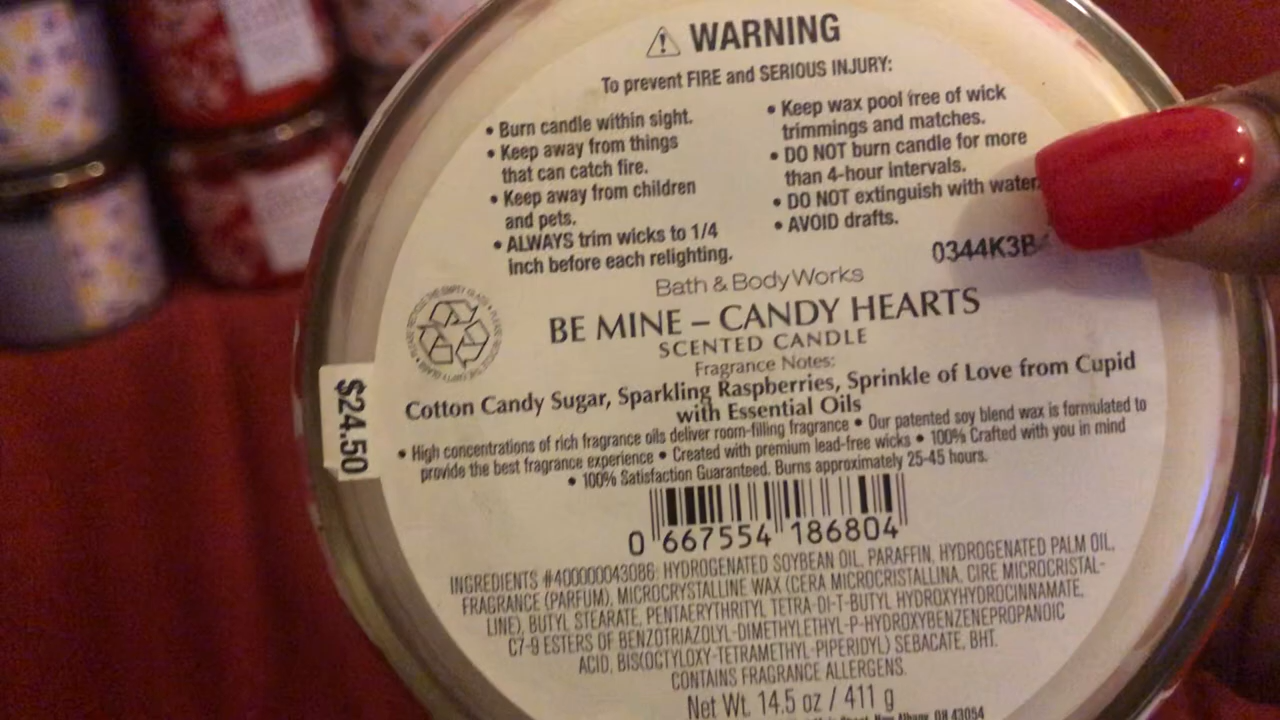 WARNING
To prevent FIRE and SERIOUS INJURY:
• Burn candle within sight.
• Keep away from things
that can catch fire.
• Keep away from children
and pets.
• ALWAYS trim wicks to 1/4
inch before each relighting.
• Keep wax pool free of wick
trimmings and matches.
• DO NOT burn candle for more
than 4-hour intervals.
• DO NOT extinguish with water.
• AVOID drafts.
0344K3B
Bath & Body Works
BE MINE – CANDY HEARTS
SCENTED CANDLE
Fragrance Notes:
Cotton Candy Sugar, Sparkling Raspberries, Sprinkle of Love from Cupid
with Essential Oils
• High concentrations of rich fragrance oils deliver room-filling fragrance • Our patented soy blend wax is formulated to
provide the best fragrance experience • Created with premium lead-free wicks • 100% Crafted with you in mind
• 100% Satisfaction Guaranteed. Burns approximately 25-45 hours.
$24.50
0 667554 186804
INGREDIENTS #400000043086: HYDROGENATED SOYBEAN OIL, PARAFFIN, HYDROGENATED PALM OIL,
FRAGRANCE (PARFUM), MICROCRYSTALLINE WAX (CERA MICROCRISTALLINA, CIRE MICROCRISTAL-
LINE), BUTYL STEARATE, PENTAERYTHRITYL TETRA-DI-T-BUTYL HYDROXYHYDROCINNAMATE,
C7-9 ESTERS OF BENZOTRIAZOLYL-DIMETHYLETHYL-P-HYDROXYBENZENEPROPANOIC
ACID, BIS(OCTYLOXY-TETRAMETHYL-PIPERIDYL) SEBACATE, BHT.
CONTAINS FRAGRANCE ALLERGENS.
Net Wt. 14.5 oz / 411 g
Street, New Albany, OH 43054